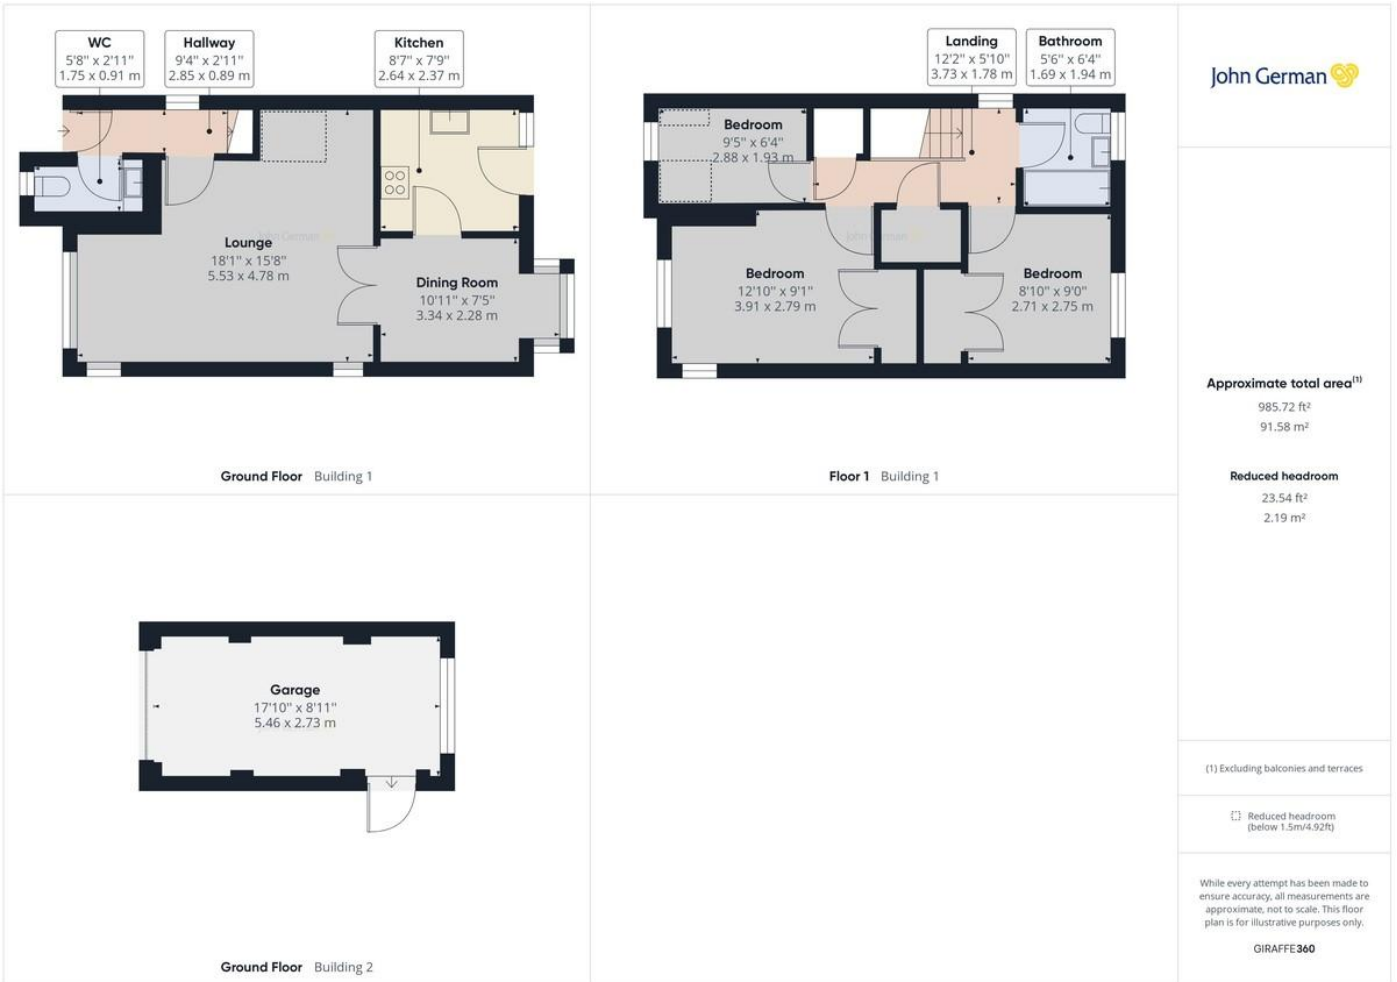 WC
5'8" x 2'11"
1.75 x 0.91 m
Hallway
9'4" x 2'11"
2.85 x 0.89 m
Kitchen
8'7" x 7'9"
2.64 x 2.37 m
Lounge
18'1" x 15'8"
5.53 x 4.78 m
Dining Room
10'11" x 7'5"
3.34 x 2.28 m
John German
Ground Floor Building 1
Landing
12'2" x 5'10"
3.73 x 1.78 m
Bathroom
5'6" x 6'4"
1.69 x 1.94 m
Bedroom
9'5" x 6'4"
2.88 x 1.93 m
Bedroom
12'10" x 9'1"
3.91 x 2.79 m
Bedroom
8'10" x 9'0"
2.71 x 2.75 m
John German
Floor 1 Building 1
Garage
17'10" x 8'11"
5.46 x 2.73 m
Ground Floor Building 2
John German
Approximate total area(1)
985.72 ft²
91.58 m²
Reduced headroom
23.54 ft²
2.19 m²
(1) Excluding balconies and terraces
Reduced headroom
(below 1.5m/4.92ft)
While every attempt has been made to
ensure accuracy, all measurements are
approximate, not to scale. This floor
plan is for illustrative purposes only.
GIRAFFE360